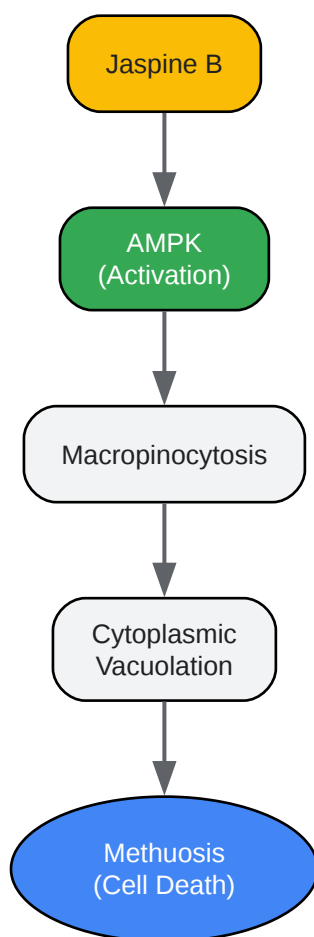 Jaspine B
AMPK
(Activation)
Macropinocytosis
Cytoplasmic
Vacuolation
Methuosis
(Cell Death)